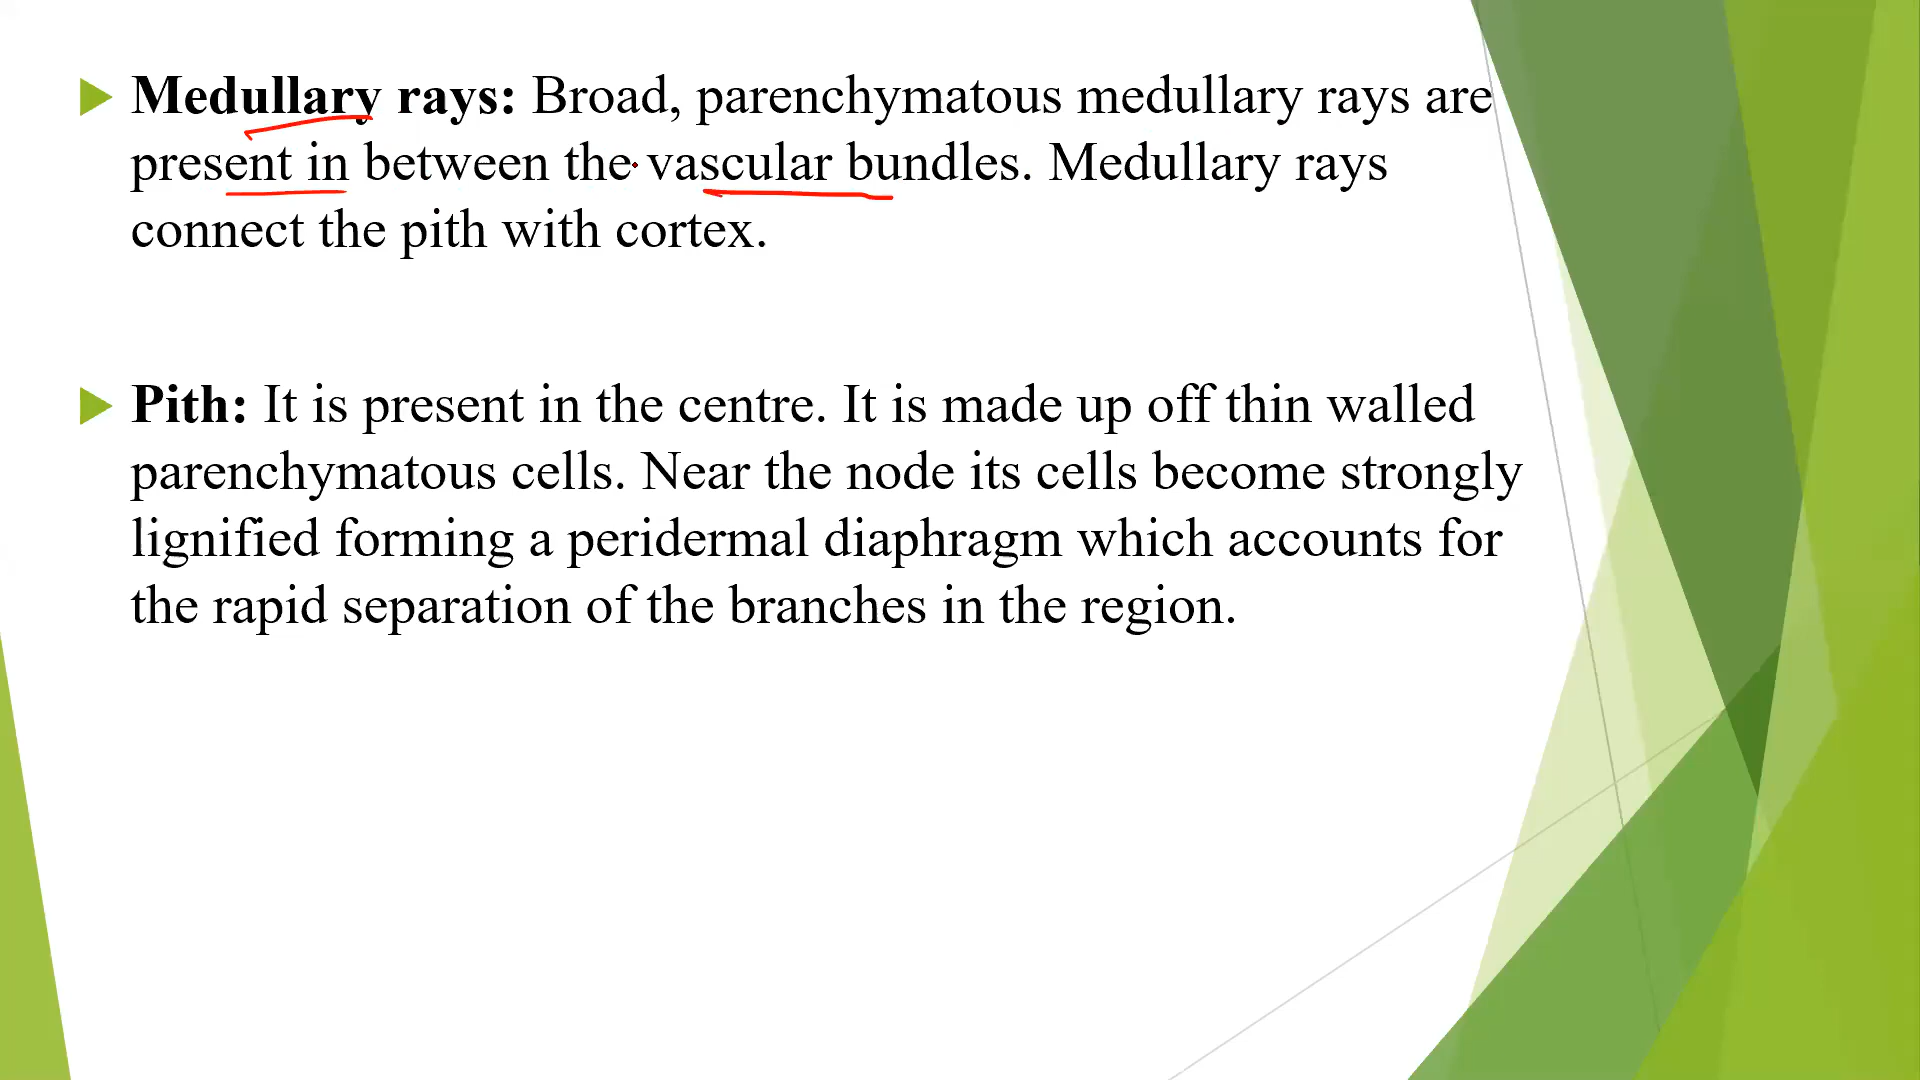 Medullary rays: Broad, parenchymatous medullary rays are
present in between the vascular bundles. Medullary rays
connect the pith with cortex.
Pith: It is present in the centre. It is made up off thin walled
parenchymatous cells. Near the node its cells become strongly
lignified forming a peridermal diaphragm which accounts for
the rapid separation of the branches in the region.